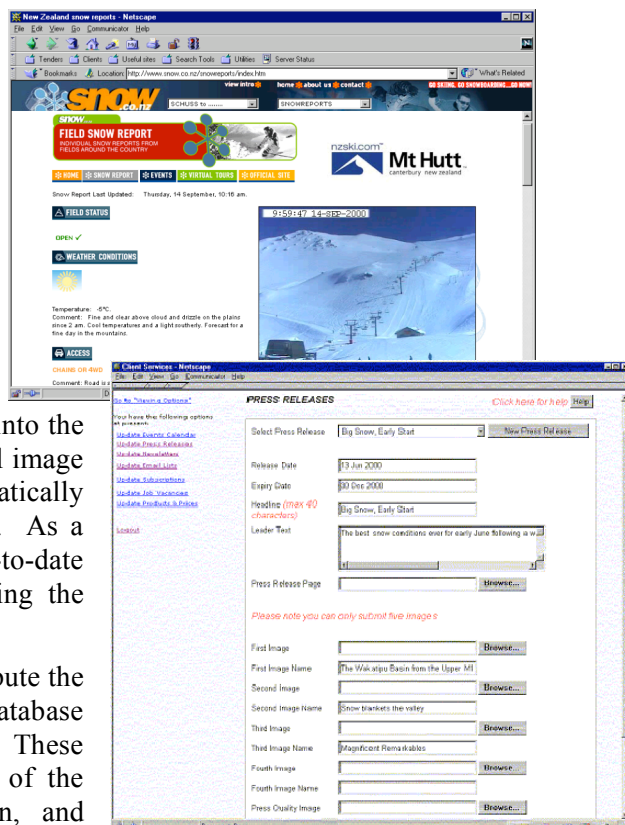 New Zealand snow reports - Netscape
File Edit View Go Communicator Help
Tenders Clients Useful sites Search Tools Utilities Server Status
Bookmarks Location: http://www.snow.co.nz/snowreports/index.htm What's Related
view intro home about us contact GO SKIING, GO SNOWBOARDING...GO NOW!
snow.co.nz
SCHUSS to ....... SNOWREPORTS
snow
FIELD SNOW REPORT
INDIVIDUAL SNOW REPORTS FROM
FIELDS AROUND THE COUNTRY
nzski.com™
Mt Hutt
canterbury new zealand
HOME SNOW REPORT EVENTS VIRTUAL TOURS OFFICIAL SITE
Snow Report Last Updated: Thursday, 14 September, 10:16 am.
FIELD STATUS
9:59:47 14-SEP-2000
OPEN ✓
WEATHER CONDITIONS
Temperature: -5°C.
Comment: Fine and clear above cloud and drizzle on the plains
since 2 am. Cool temperatures and a light southerly. Forecast for a
fine day in the mountains.
ACCESS
CHAINS OR 4WD
Comment: Road is
Client Services - Netscape
File Edit View Go Communicator Help
Go to "Viewing Options"
You have the following options
at present:
Update Events Calendar
Update Press Releases
Update Newsletters
Update Email Lists
Update Subscriptions
Update Job Vacancies
Update Products & Prices
Logout
PRESS RELEASES
Click here for help Help
Select Press Release Big Snow, Early Start New Press Release
Release Date 13 Jun 2000
Expiry Date 30 Dec 2000
Headline (max 40
characters) Big Snow, Early Start
Leader Text The best snow conditions ever for early June following a w
Press Release Page Browse...
Please note you can only submit five images
First Image Browse...
First Image Name The Wakatipu Basin from the Upper Mt
Second Image Browse...
Second Image Name Snow blankets the valley
Third Image Browse...
Third Image Name Magnificent Remarkables
Fourth Image Browse...
Fourth Image Name
Press Quality Image Browse...
into the
image
atically
As a
-to-date
ing the
bute the
atabase
These
of the
n, and